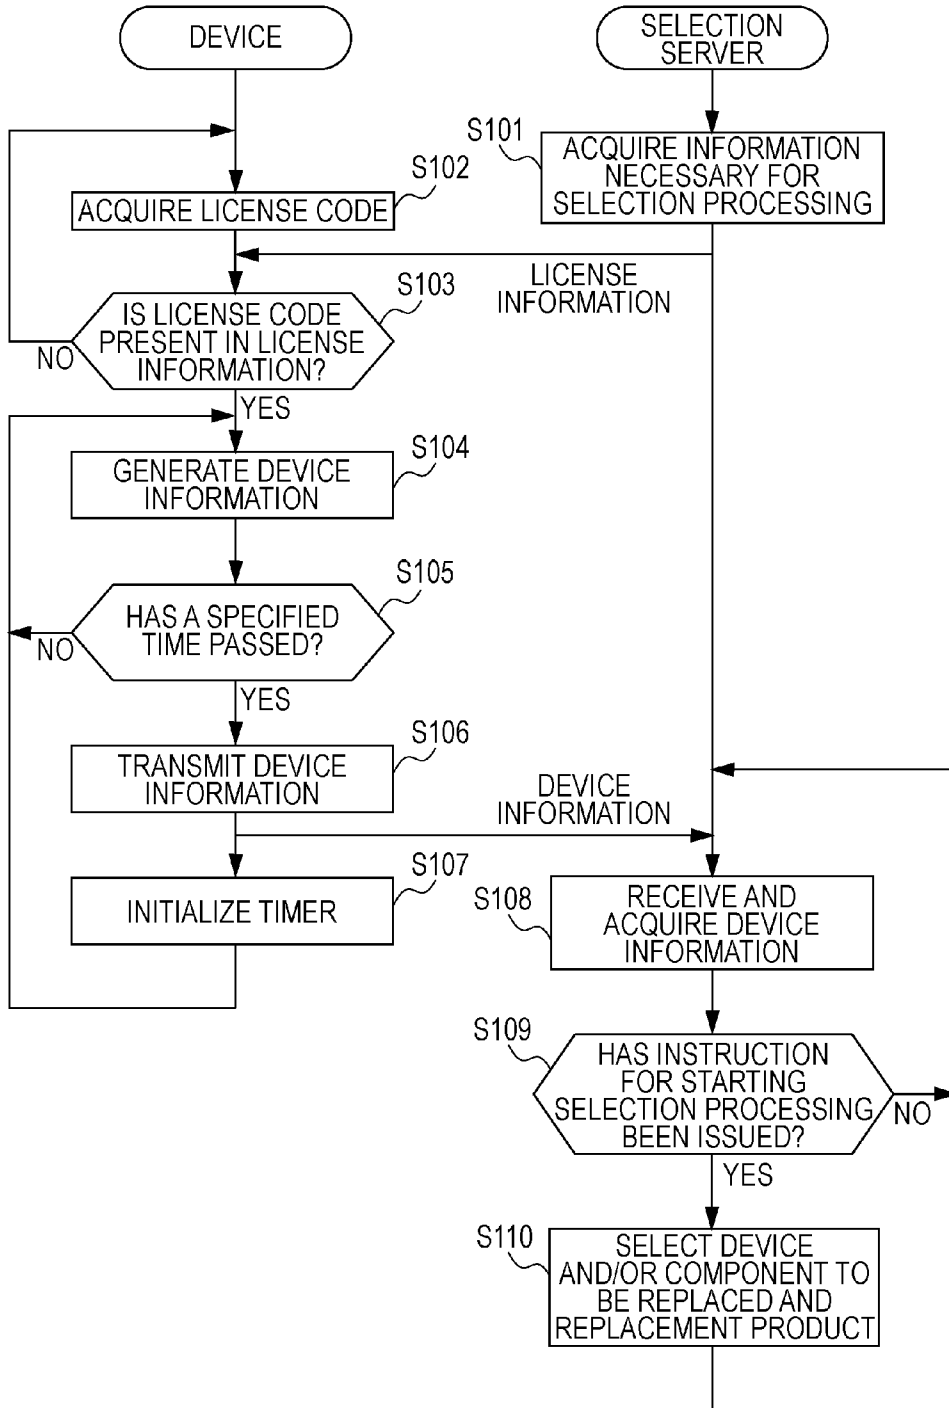 DEVICE
SELECTION
SERVER
S101
ACQUIRE INFORMATION
NECESSARY FOR
SELECTION PROCESSING
S102
ACQUIRE LICENSE CODE
LICENSE
INFORMATION
S103
IS LICENSE CODE
PRESENT IN LICENSE
INFORMATION?
NO
YES
S104
GENERATE DEVICE
INFORMATION
S105
HAS A SPECIFIED
TIME PASSED?
NO
YES
S106
TRANSMIT DEVICE
INFORMATION
DEVICE
INFORMATION
S107
INITIALIZE TIMER
S108
RECEIVE AND
ACQUIRE DEVICE
INFORMATION
S109
HAS INSTRUCTION
FOR STARTING
SELECTION PROCESSING
BEEN ISSUED?
NO
YES
S110
SELECT DEVICE
AND/OR COMPONENT TO
BE REPLACED AND
REPLACEMENT PRODUCT